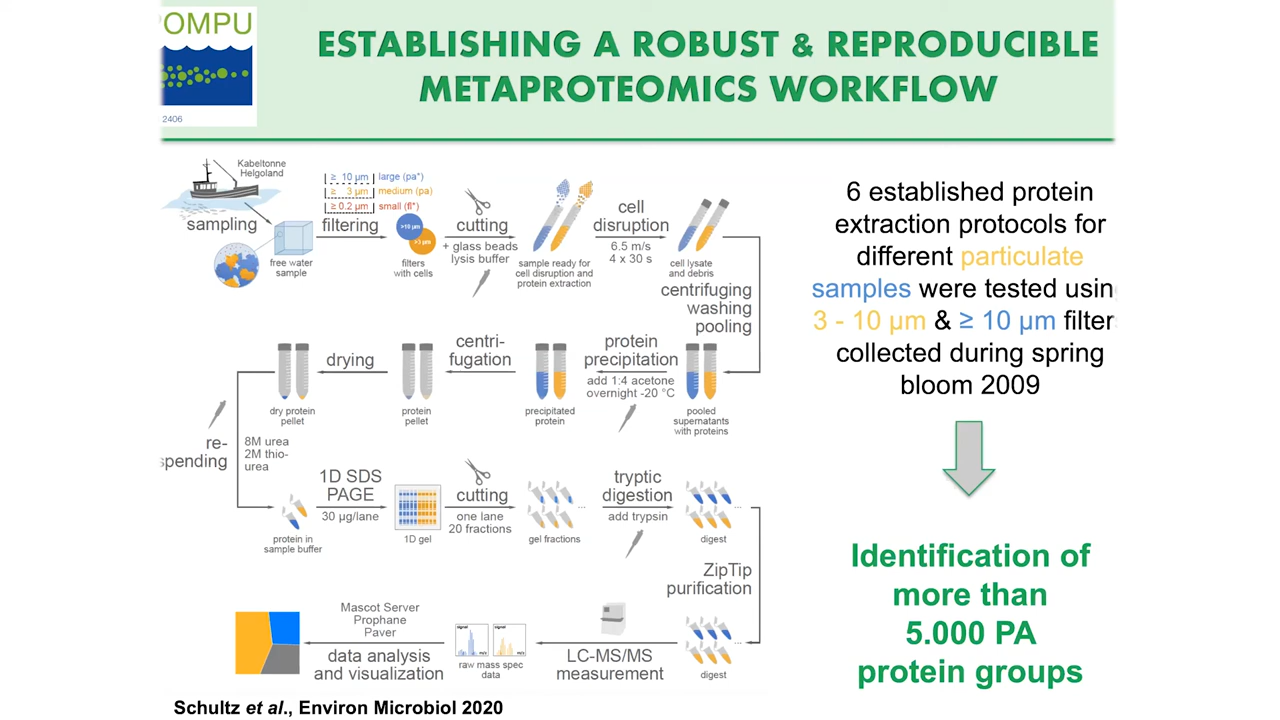 POMPU
2406
ESTABLISHING A ROBUST & REPRODUCIBLE
METAPROTEOMICS WORKFLOW
Kabeltonne
Helgoland
sampling
free water
sample
≥ 10 µm large (pa*)
≥ 3 µm medium (pa)
≥ 0.2 µm small (fl*)
filtering
>10 µm
>3 µm
filters
with cells
cutting
+ glass beads
lysis buffer
sample ready for
cell disruption and
protein extraction
cell
disruption
6.5 m/s
4 x 30 s
cell lysate
and debris
centrifuging
washing
pooling
pooled
supernatants
with proteins
protein
precipitation
add 1:4 acetone
overnight -20 °C
precipitated
protein
centri-
fugation
protein
pellet
drying
dry protein
pellet
re-
spending
8M urea
2M thio-
urea
protein in
sample buffer
1D SDS
PAGE
30 µg/lane
1D gel
cutting
one lane
20 fractions
gel fractions
...
tryptic
digestion
add trypsin
digest
...
ZipTip
purification
digest
...
LC-MS/MS
measurement
signal
m/z
signal
m/z
raw mass spec
data
Mascot Server
Prophane
Paver
data analysis
and visualization
6 established protein
extraction protocols for
different particulate
samples were tested usin
3 - 10 µm & ≥ 10 µm filter
collected during spring
bloom 2009
Identification of
more than
5.000 PA
protein groups
Schultz et al., Environ Microbiol 2020